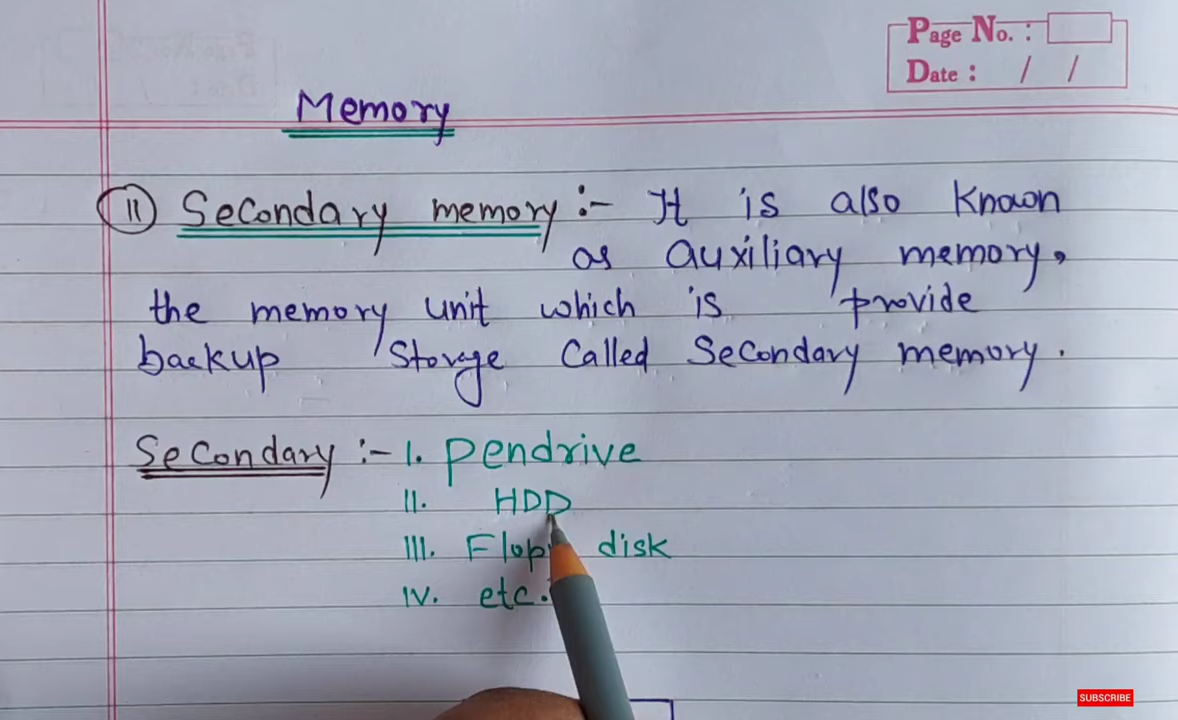 Page No. :
Date : / /
Memory
II Secondary memory :- It is also known
as auxiliary memory,
the memory unit which is provide
backup storage called Secondary memory.
Secondary :- I. pendrive
II. HDD
III. disk
IV. etc.
SUBSCRIBE